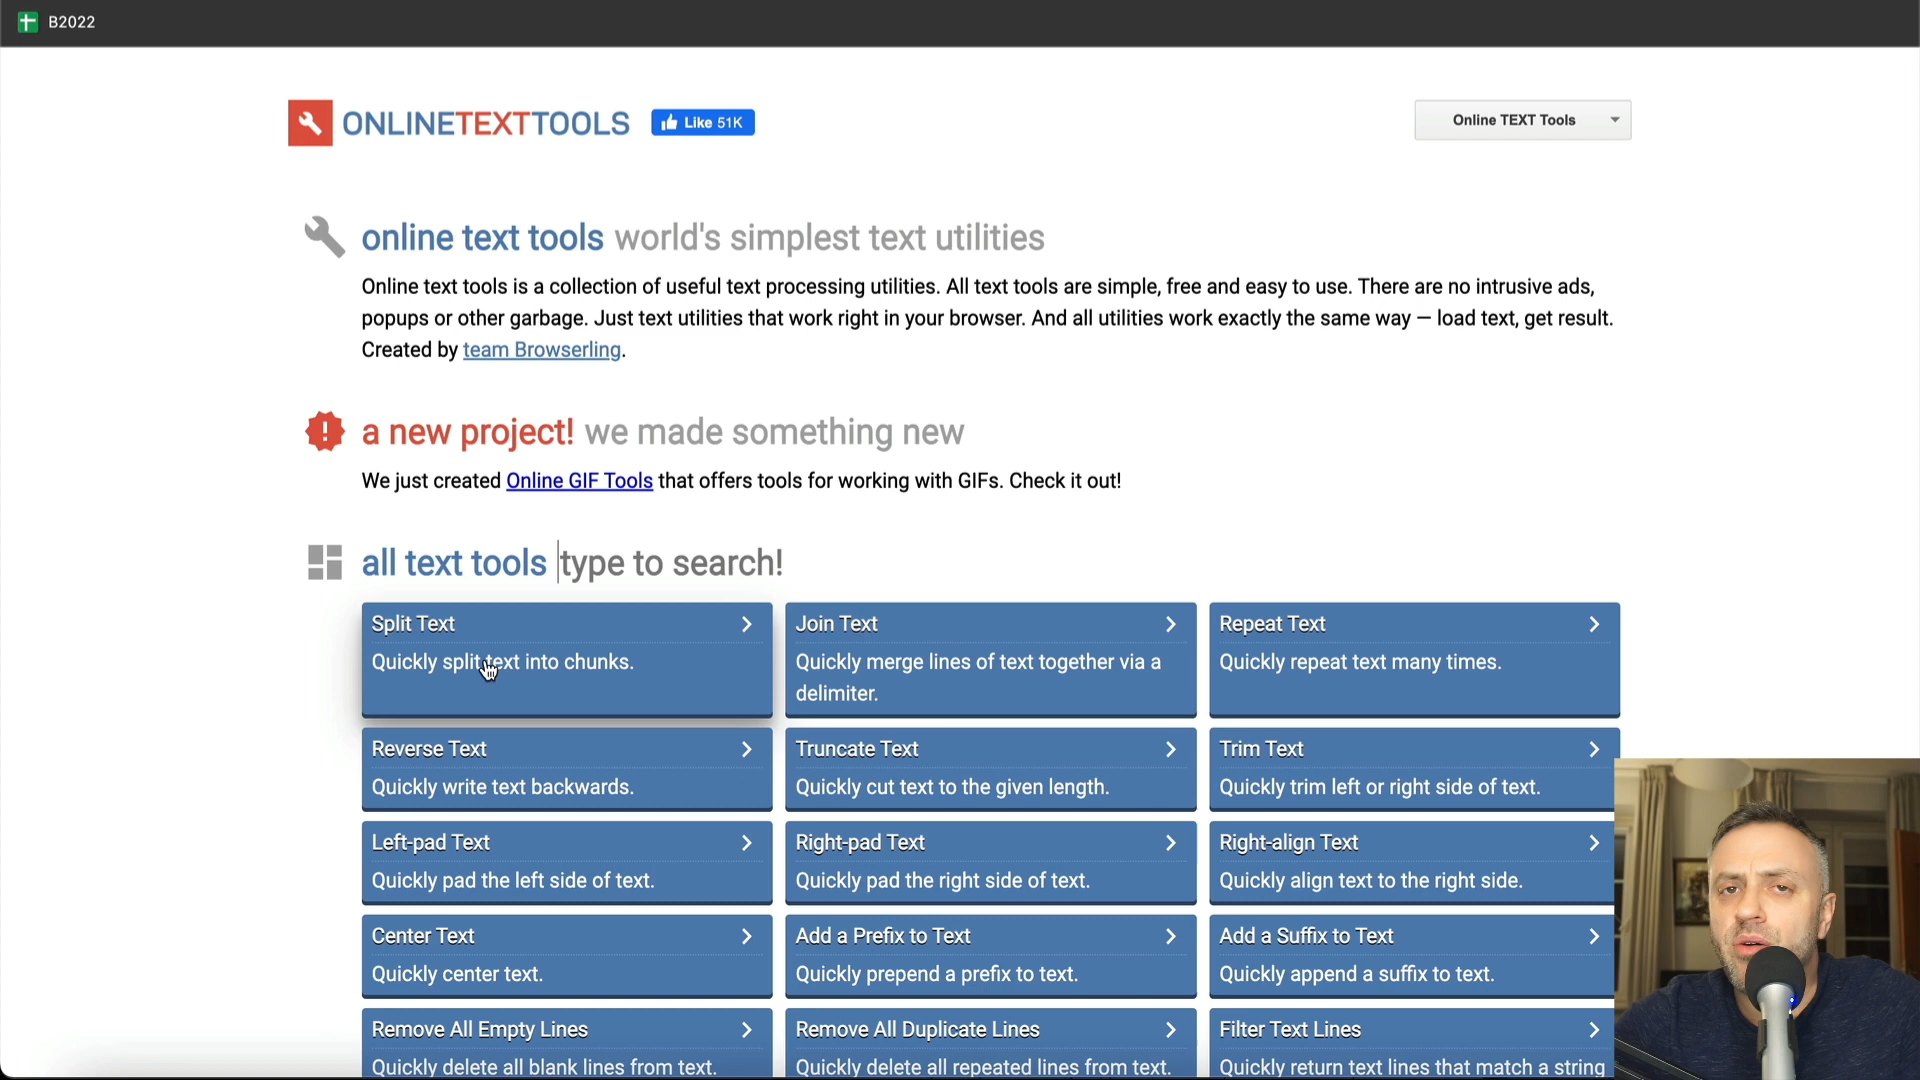 B2022
ONLINETEXTTOOLS
Like 51K
Online TEXT Tools
online text tools world's simplest text utilities
Online text tools is a collection of useful text processing utilities. All text tools are simple, free and easy to use. There are no intrusive ads,
popups or other garbage. Just text utilities that work right in your browser. And all utilities work exactly the same way — load text, get result.
Created by team Browserling.
a new project! we made something new
We just created Online GIF Tools that offers tools for working with GIFs. Check it out!
all text tools type to search!
Split Text
Quickly split text into chunks.
Join Text
Quickly merge lines of text together via a
delimiter.
Repeat Text
Quickly repeat text many times.
Reverse Text
Quickly write text backwards.
Truncate Text
Quickly cut text to the given length.
Trim Text
Quickly trim left or right side of text.
Left-pad Text
Quickly pad the left side of text.
Right-pad Text
Quickly pad the right side of text.
Right-align Text
Quickly align text to the right side.
Center Text
Quickly center text.
Add a Prefix to Text
Quickly prepend a prefix to text.
Add a Suffix to Text
Quickly append a suffix to text.
Remove All Empty Lines
Quickly delete all blank lines from text.
Remove All Duplicate Lines
Quickly delete all repeated lines from text.
Filter Text Lines
Quickly return text lines that match a string